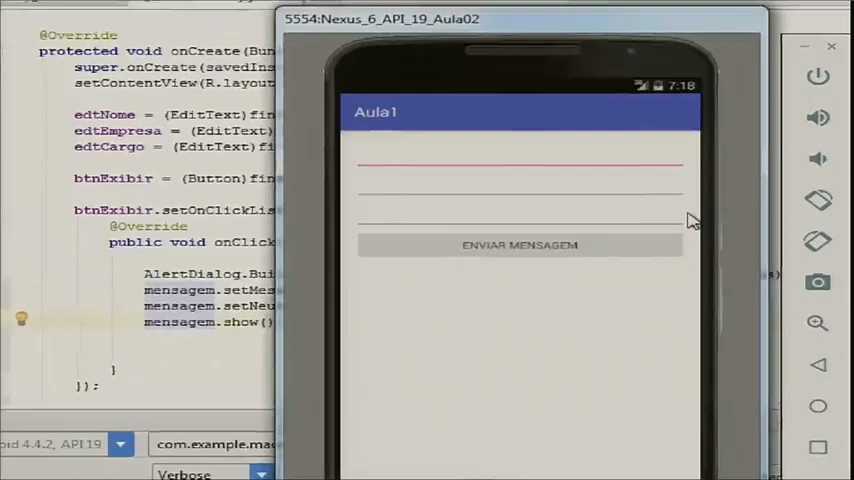 5554:Nexus_6_API_19_Aula02
@Override
protected void onCreate(Bun
super.onCreate(savedIns
setContentView(R.layou
edtNome = (EditText)fin
edtEmpresa = (EditText)
edtCargo = (EditText)fi
btnExibir = (Button)fin
btnExibir.setOnClickLis
@Override
public void onClick
AlertDialog.Bui
mensagem.setMes
mensagem.setNeu
mensagem.show()
}
});
7:18
Aula1
ENVIAR MENSAGEM
oid 4.4.2, API 19
com.example.mac
Verbose